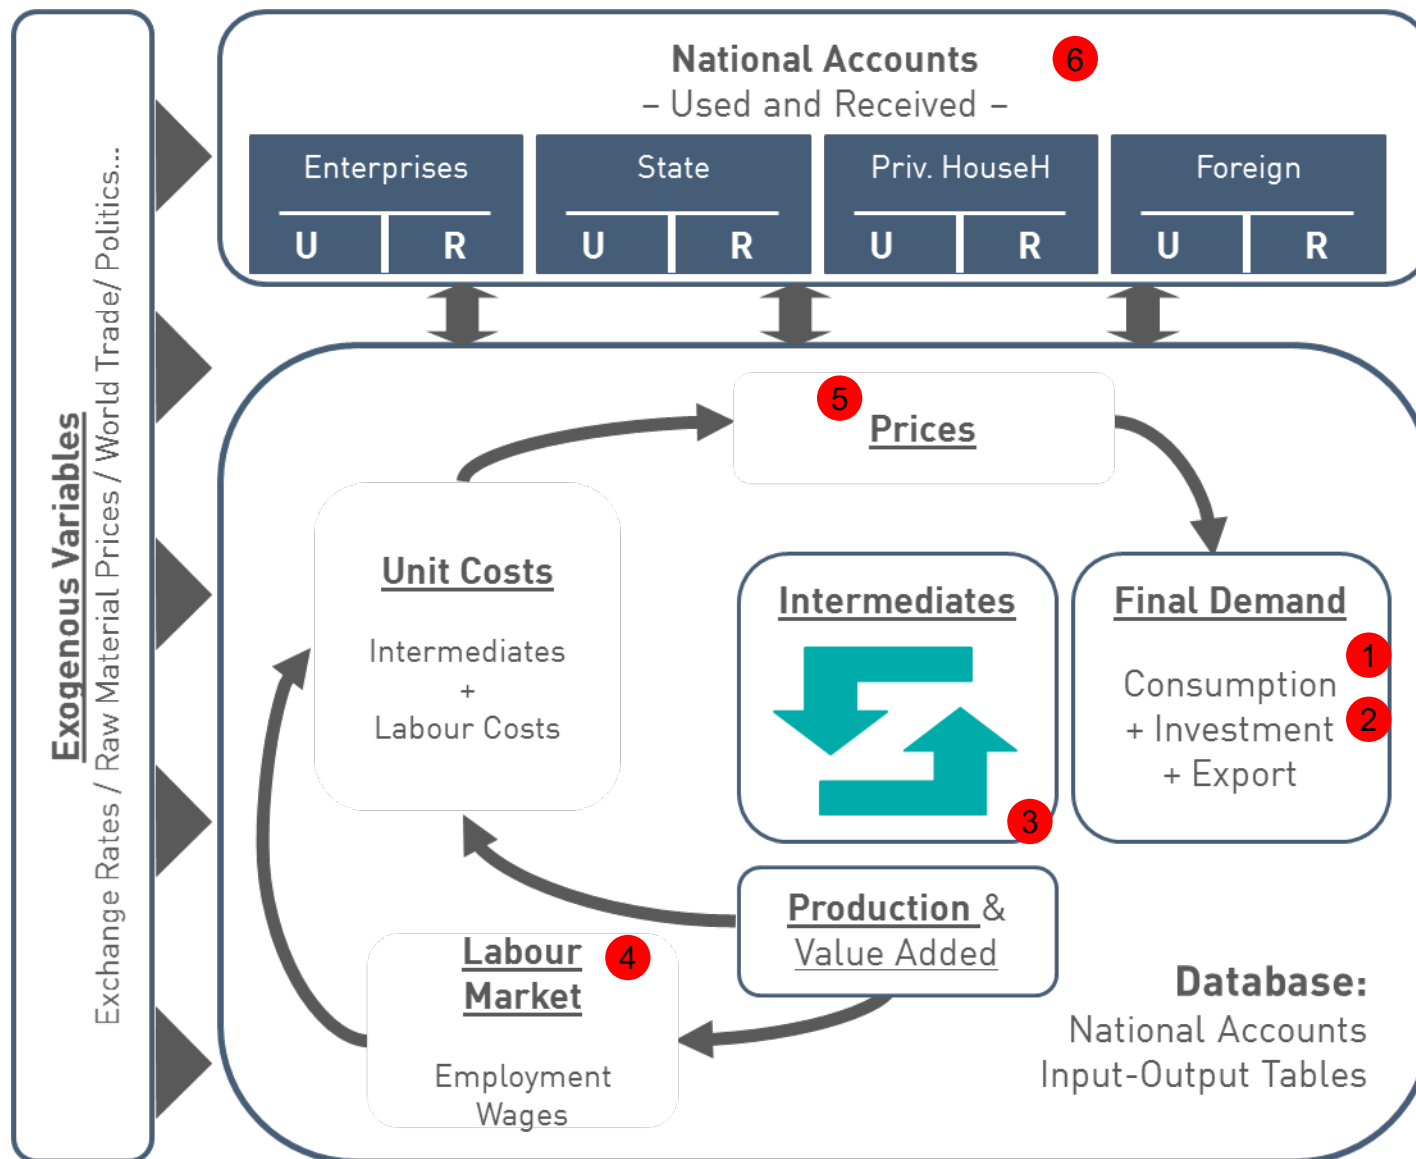 Exogenous Variables
Exchange Rates / Raw Material Prices / World Trade/ Politics...
National Accounts
6
– Used and Received –
Enterprises
U R
State
U R
Priv. HouseH
U R
Foreign
U R
5
Prices
Unit Costs
Intermediates
+
Labour Costs
Intermediates
3
Final Demand
1
Consumption
+ Investment
2
+ Export
Production &
Value Added
Labour
4
Market
Employment
Wages
Database:
National Accounts
Input-Output Tables